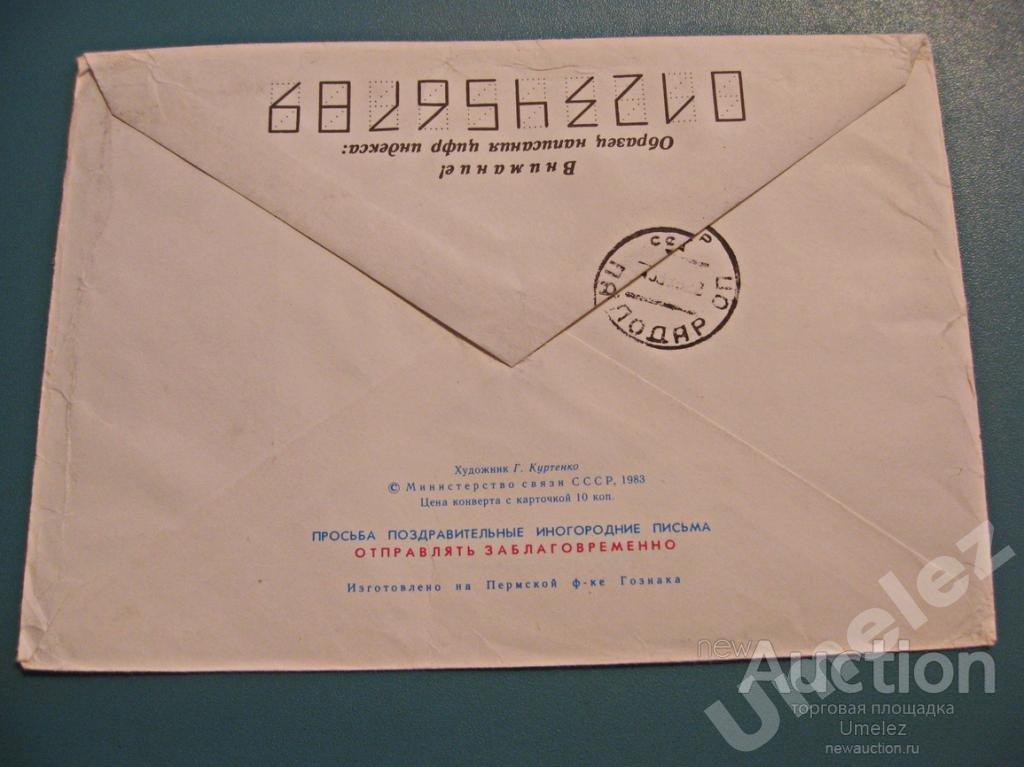 Внимание!
Образец написания цифр индекса:
0123456789
СССР
ПО
Художник Г. Куртенко
© Министерство связи СССР, 1983
Цена конверта с карточкой 10 коп.
ПРОСЬБА ПОЗДРАВИТЕЛЬНЫЕ ИНОГОРОДНИЕ ПИСЬМА
ОТПРАВЛЯТЬ ЗАБЛАГОВРЕМЕННО
Изготовлено на Пермской ф-ке Гознака
Umelez
newAuction
торговая площадка
Umelez
newauction.ru